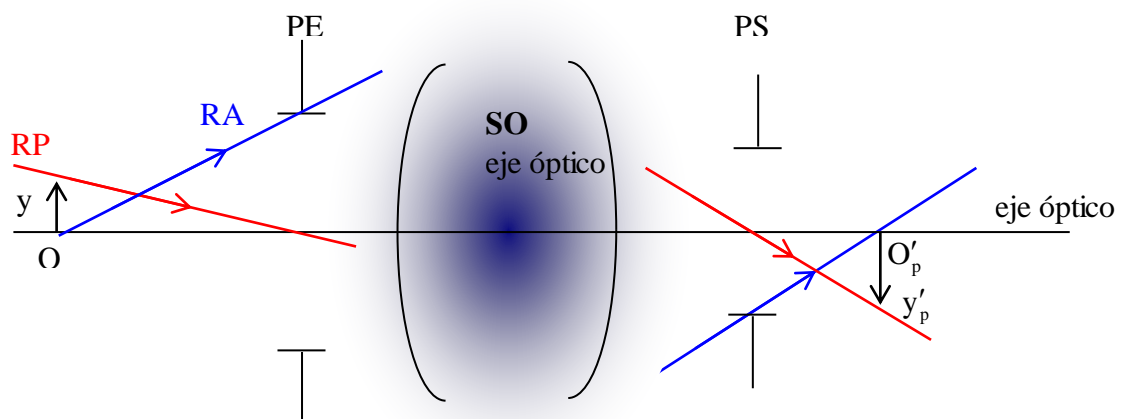 PE
PS
RA
SO
eje óptico
RP
y
eje óptico
O
O′p
y′p